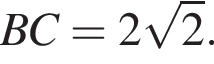 BC = 2√2.